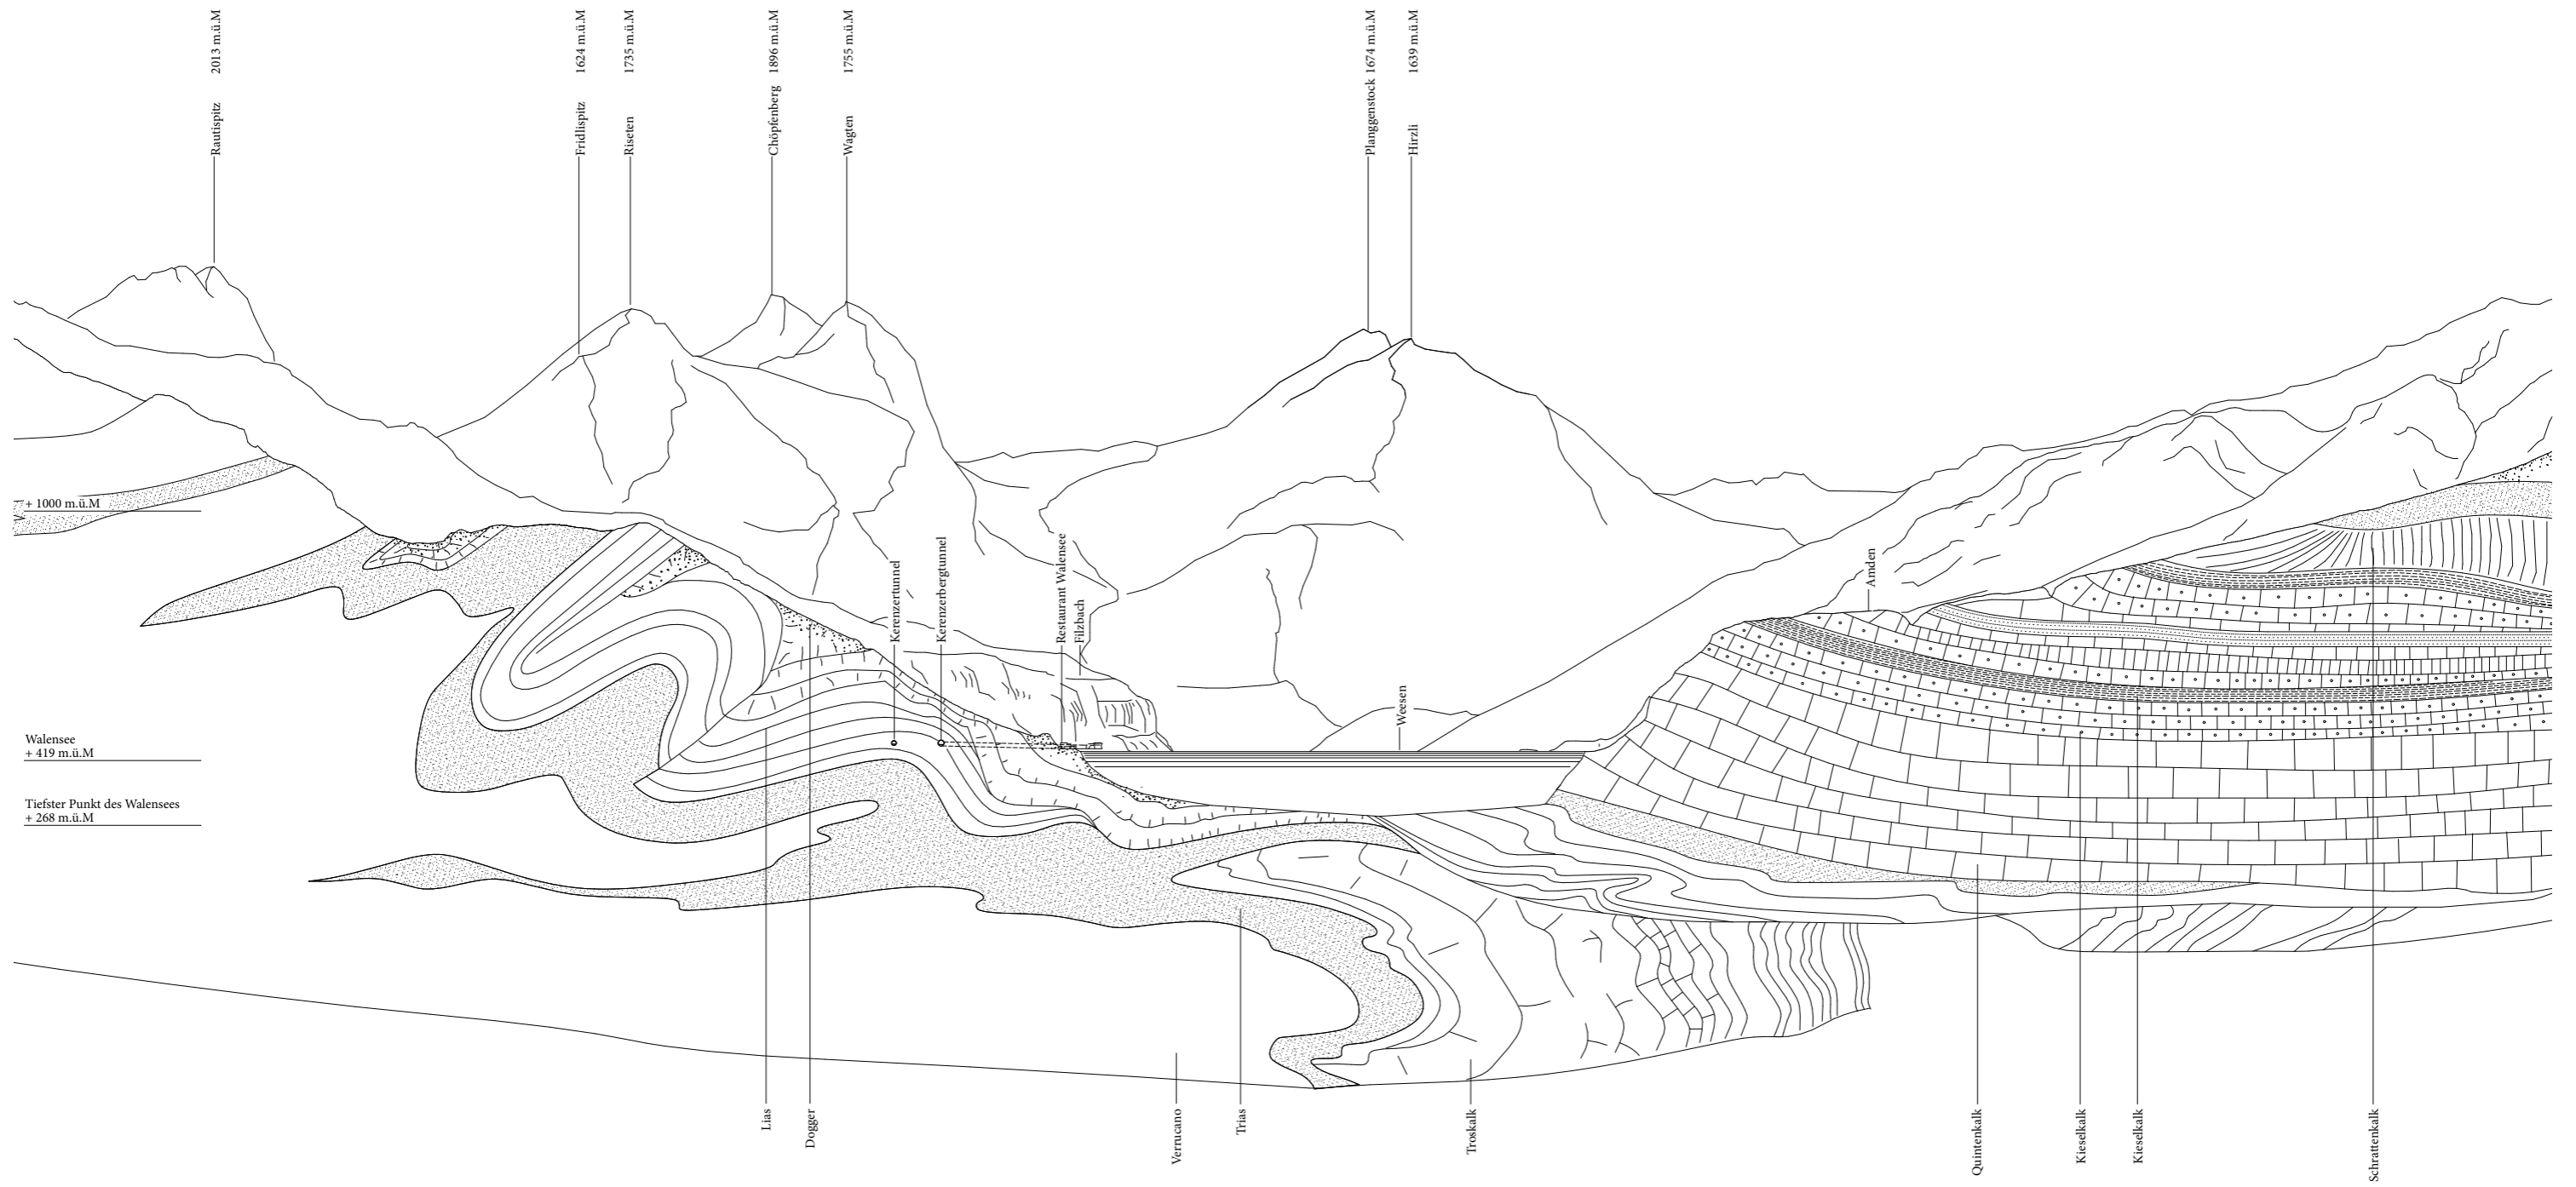 Rautispitz 2013 m.ü.M
Fridlispitz 1624 m.ü.M
Riseten 1735 m.ü.M
Chöpfenberg 1896 m.ü.M
Wagten 1755 m.ü.M
Planggenstock 1674 m.ü.M
Hirzli 1639 m.ü.M
+ 1000 m.ü.M
Walensee
+ 419 m.ü.M
Tiefster Punkt des Walensees
+ 268 m.ü.M
Kerenzertunnel
Kerenzerbergtunnel
Restaurant Walensee
Filzbach
Weesen
Amden
Lias
Dogger
Verrucano
Trias
Troskalk
Quintenkalk
Kieselkalk
Kieselkalk
Schrattenkalk